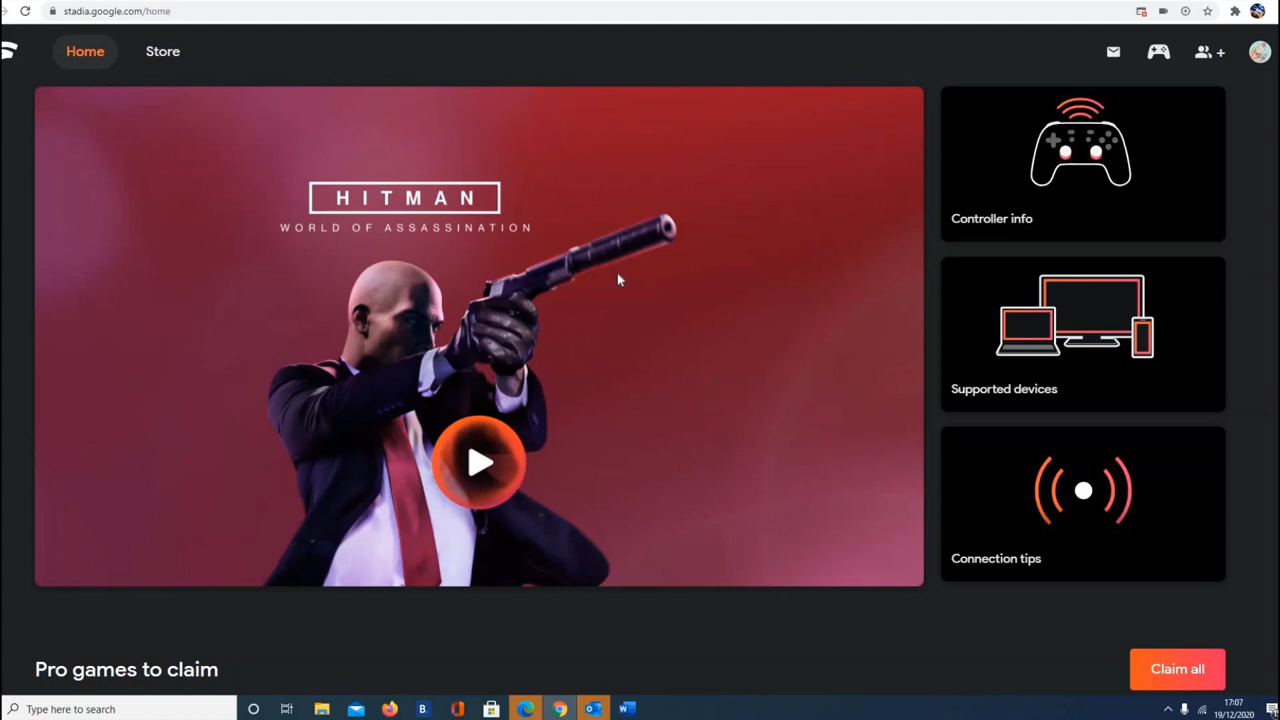 stadia.google.com/home
Home
Store
HITMAN
WORLD OF ASSASSINATION
Controller info
Supported devices
Connection tips
Pro games to claim
Claim all
Type here to search
B.
17:07
19/12/2020